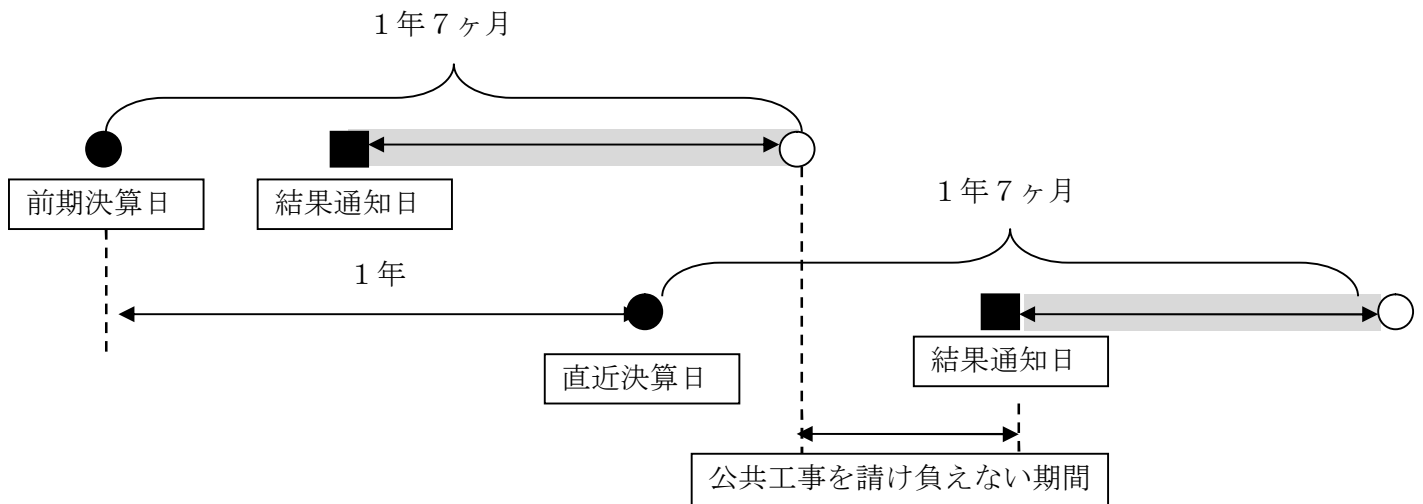 １年７ヶ月
前期決算日
結果通知日
１年７ヶ月
１年
直近決算日
結果通知日
公共工事を請け負えない期間